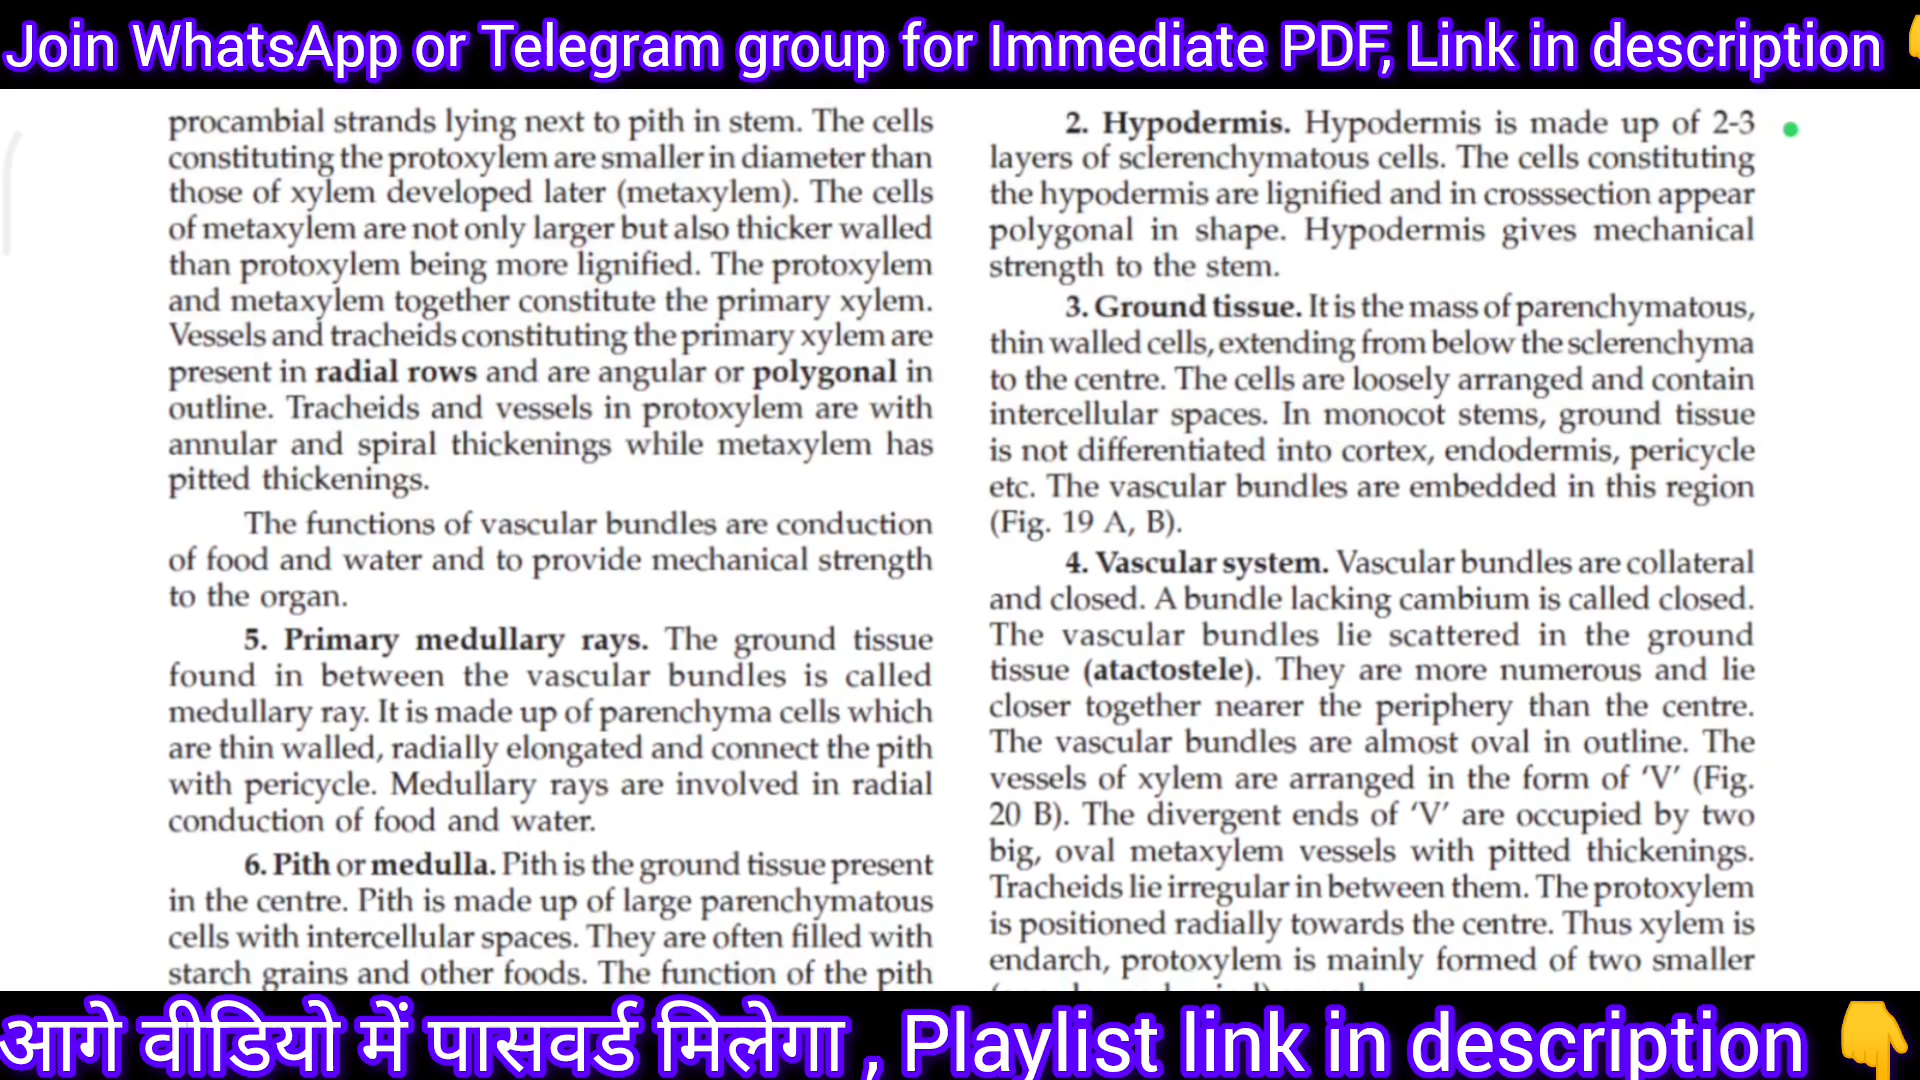 Join WhatsApp or Telegram group for Immediate PDF, Link in description
procambial strands lying next to pith in stem. The cells
constituting the protoxylem are smaller in diameter than
those of xylem developed later (metaxylem). The cells
of metaxylem are not only larger but also thicker walled
than protoxylem being more lignified. The protoxylem
and metaxylem together constitute the primary xylem.
Vessels and tracheids constituting the primary xylem are
present in radial rows and are angular or polygonal in
outline. Tracheids and vessels in protoxylem are with
annular and spiral thickenings while metaxylem has
pitted thickenings.
The functions of vascular bundles are conduction
of food and water and to provide mechanical strength
to the organ.
5. Primary medullary rays. The ground tissue
found in between the vascular bundles is called
medullary ray. It is made up of parenchyma cells which
are thin walled, radially elongated and connect the pith
with pericycle. Medullary rays are involved in radial
conduction of food and water.
6. Pith or medulla. Pith is the ground tissue present
in the centre. Pith is made up of large parenchymatous
cells with intercellular spaces. They are often filled with
starch grains and other foods. The function of the pith
2. Hypodermis. Hypodermis is made up of 2-3
layers of sclerenchymatous cells. The cells constituting
the hypodermis are lignified and in crosssection appear
polygonal in shape. Hypodermis gives mechanical
strength to the stem.
3. Ground tissue. It is the mass of parenchymatous,
thin walled cells, extending from below the sclerenchyma
to the centre. The cells are loosely arranged and contain
intercellular spaces. In monocot stems, ground tissue
is not differentiated into cortex, endodermis, pericycle
etc. The vascular bundles are embedded in this region
(Fig. 19 A, B).
4. Vascular system. Vascular bundles are collateral
and closed. A bundle lacking cambium is called closed.
The vascular bundles lie scattered in the ground
tissue (atactostele). They are more numerous and lie
closer together nearer the periphery than the centre.
The vascular bundles are almost oval in outline. The
vessels of xylem are arranged in the form of ‘V’ (Fig.
20 B). The divergent ends of ‘V’ are occupied by two
big, oval metaxylem vessels with pitted thickenings.
Tracheids lie irregular in between them. The protoxylem
is positioned radially towards the centre. Thus xylem is
endarch, protoxylem is mainly formed of two smaller
आगे वीडियो में पासवर्ड मिलेगा , Playlist link in description